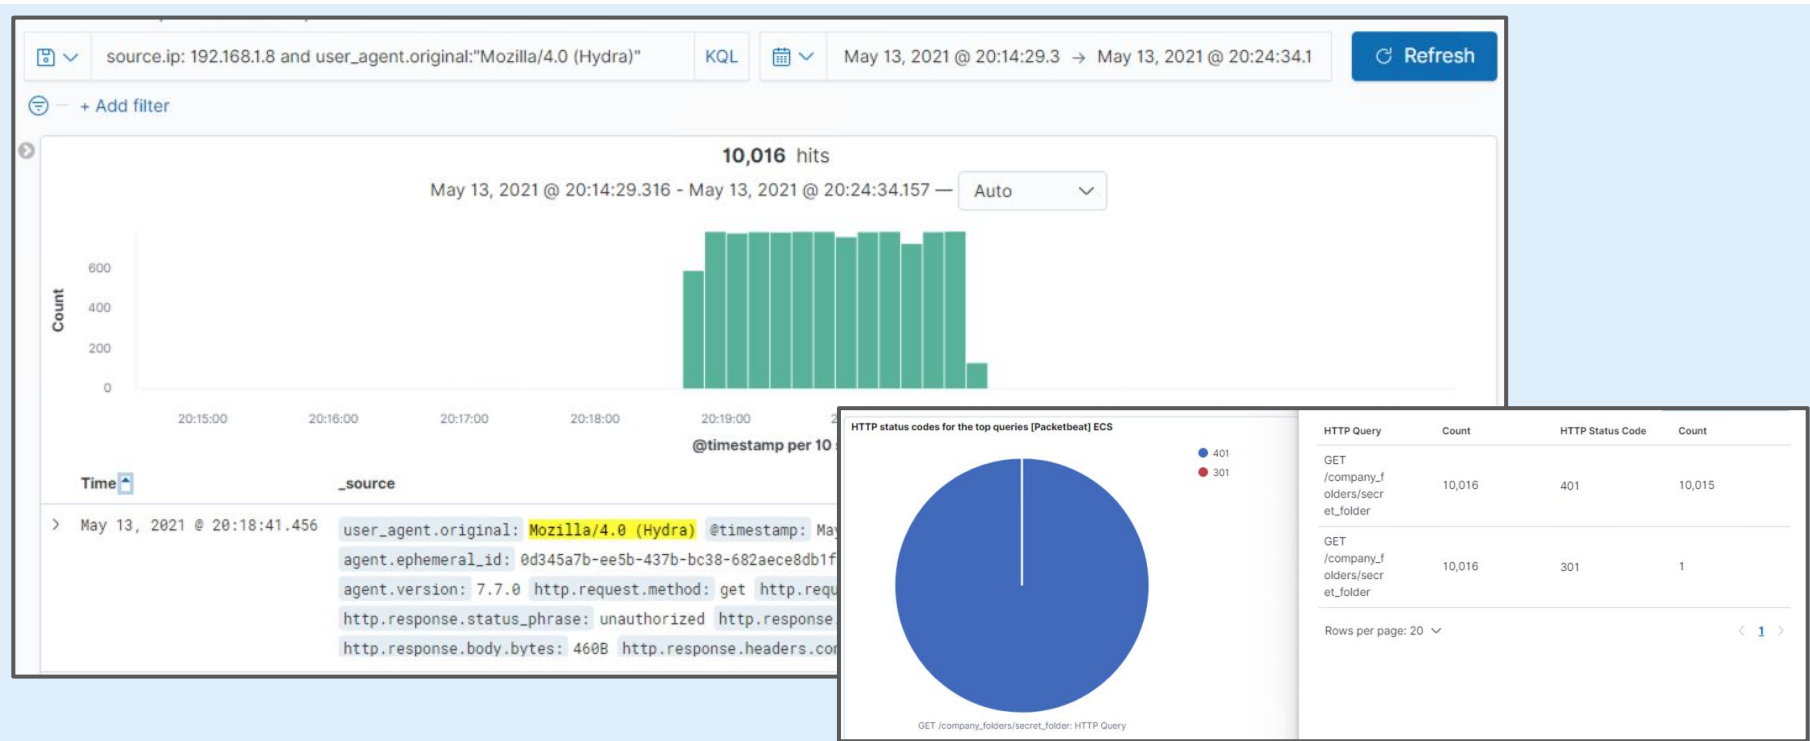 source.ip: 192.168.1.8 and user_agent.original:"Mozilla/4.0 (Hydra)" KQL May 13, 2021 @ 20:14:29.3 → May 13, 2021 @ 20:24:34.1 Refresh
+ Add filter
10,016 hits
May 13, 2021 @ 20:14:29.316 - May 13, 2021 @ 20:24:34.157 — Auto
Count
600
400
200
0
20:15:00 20:16:00 20:17:00 20:18:00 20:19:00
@timestamp per 10
Time _source
May 13, 2021 @ 20:18:41.456 user_agent.original: Mozilla/4.0 (Hydra) @timestamp:
agent.ephemeral_id: 0d345a7b-ee5b-437b-bc38-682aece8db1f
agent.version: 7.7.0 http.request.method: get
http.response.status_phrase: unauthorized http.response.
http.response.body.bytes: 460B
HTTP status codes for the top queries [Packetbeat] ECS
401
301
GET /company_folders/secret_folder: HTTP Query
HTTP Query Count HTTP Status Code Count
GET
/company_f
olders/secr
et_folder
10,016 401 10,015
GET
/company_f
olders/secr
et_folder
10,016 301 1
Rows per page: 20 < 1 >